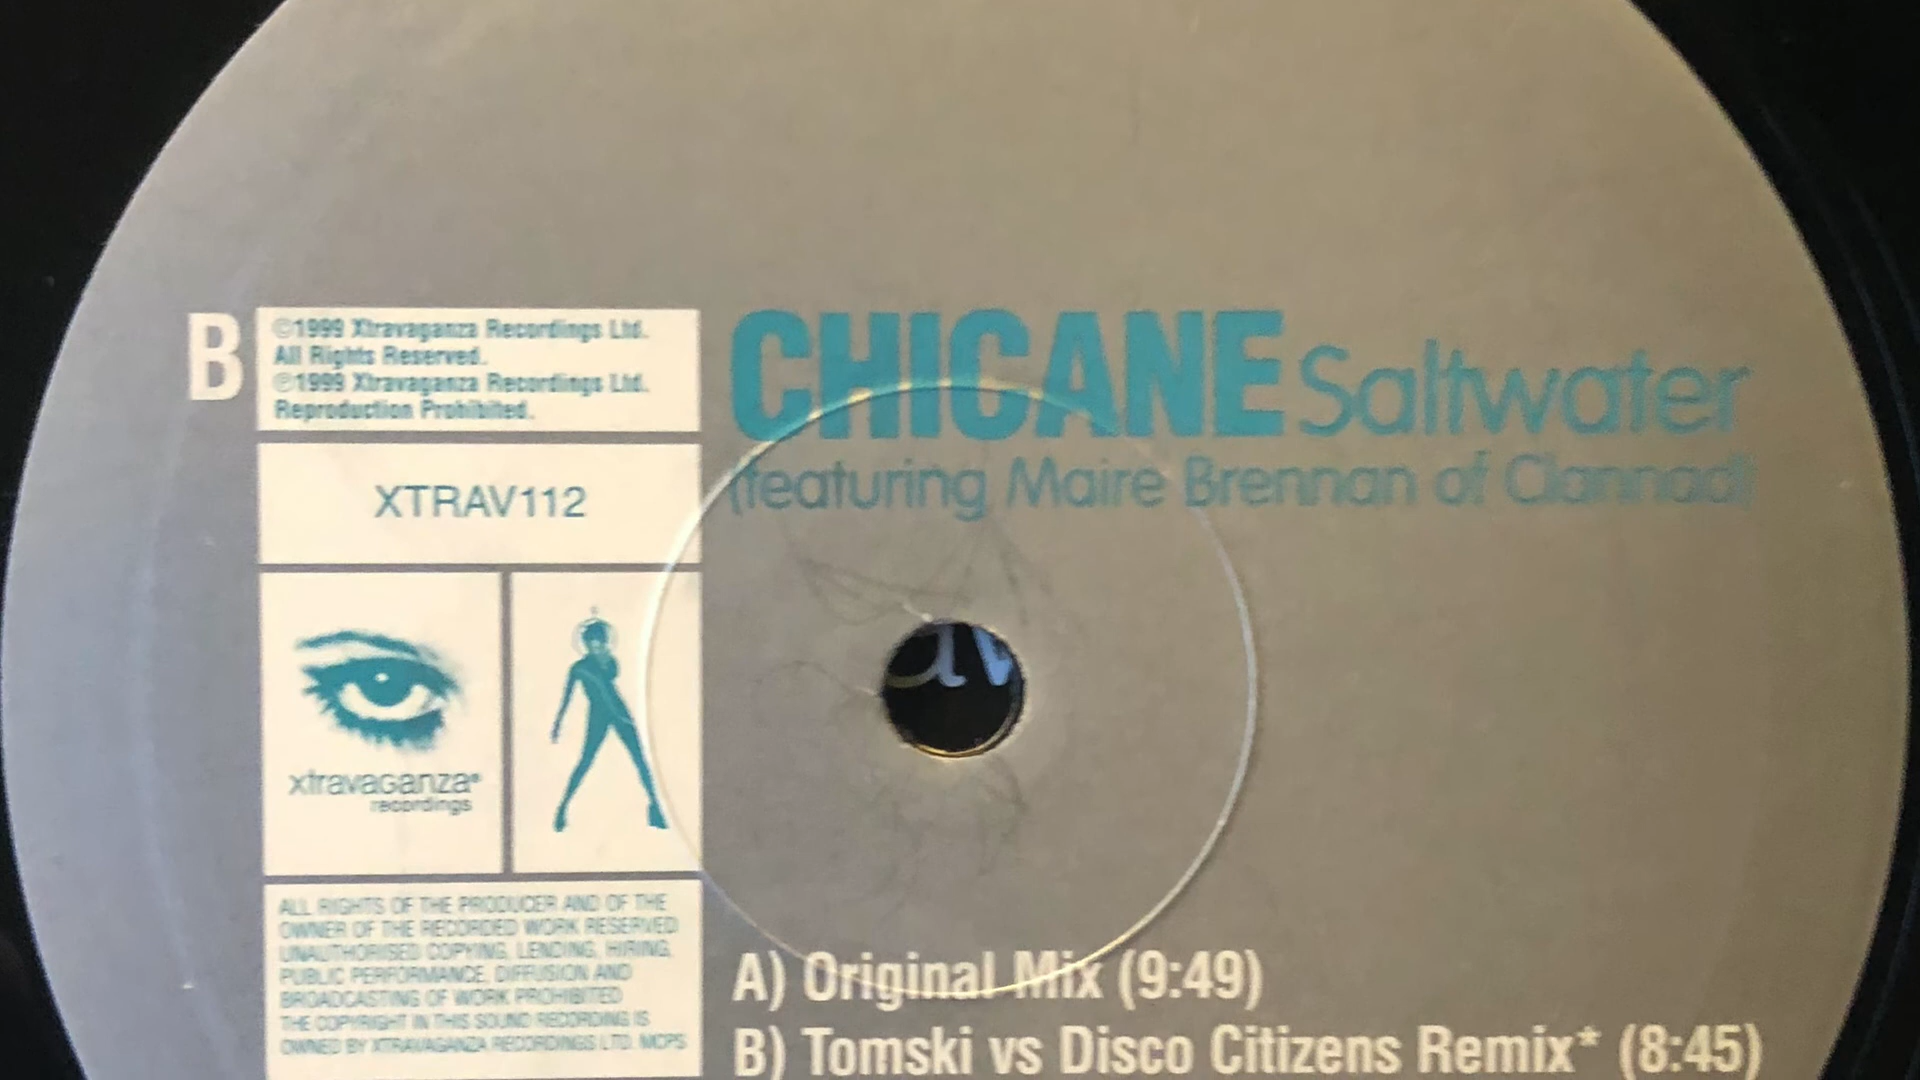 B
©1999 Xtravaganza Recordings Ltd.
All Rights Reserved.
℗1999 Xtravaganza Recordings Ltd.
Reproduction Prohibited.
CHICANE Saltwater
(featuring Maire Brennan of Clannad)
XTRAV112
xtravaganza
recordings
ALL RIGHTS OF THE PRODUCER AND OF THE
OWNER OF THE RECORDED WORK RESERVED
UNAUTHORISED COPYING, LENDING, HIRING,
PUBLIC PERFORMANCE, DIFFUSION AND
BROADCASTING OF WORK PROHIBITED
THE COPYRIGHT IN THIS SOUND RECORDING IS
OWNED BY XTRAVAGANZA RECORDINGS LTD. MCPS
A) Original Mix (9:49)
B) Tomski vs Disco Citizens Remix* (8:45)